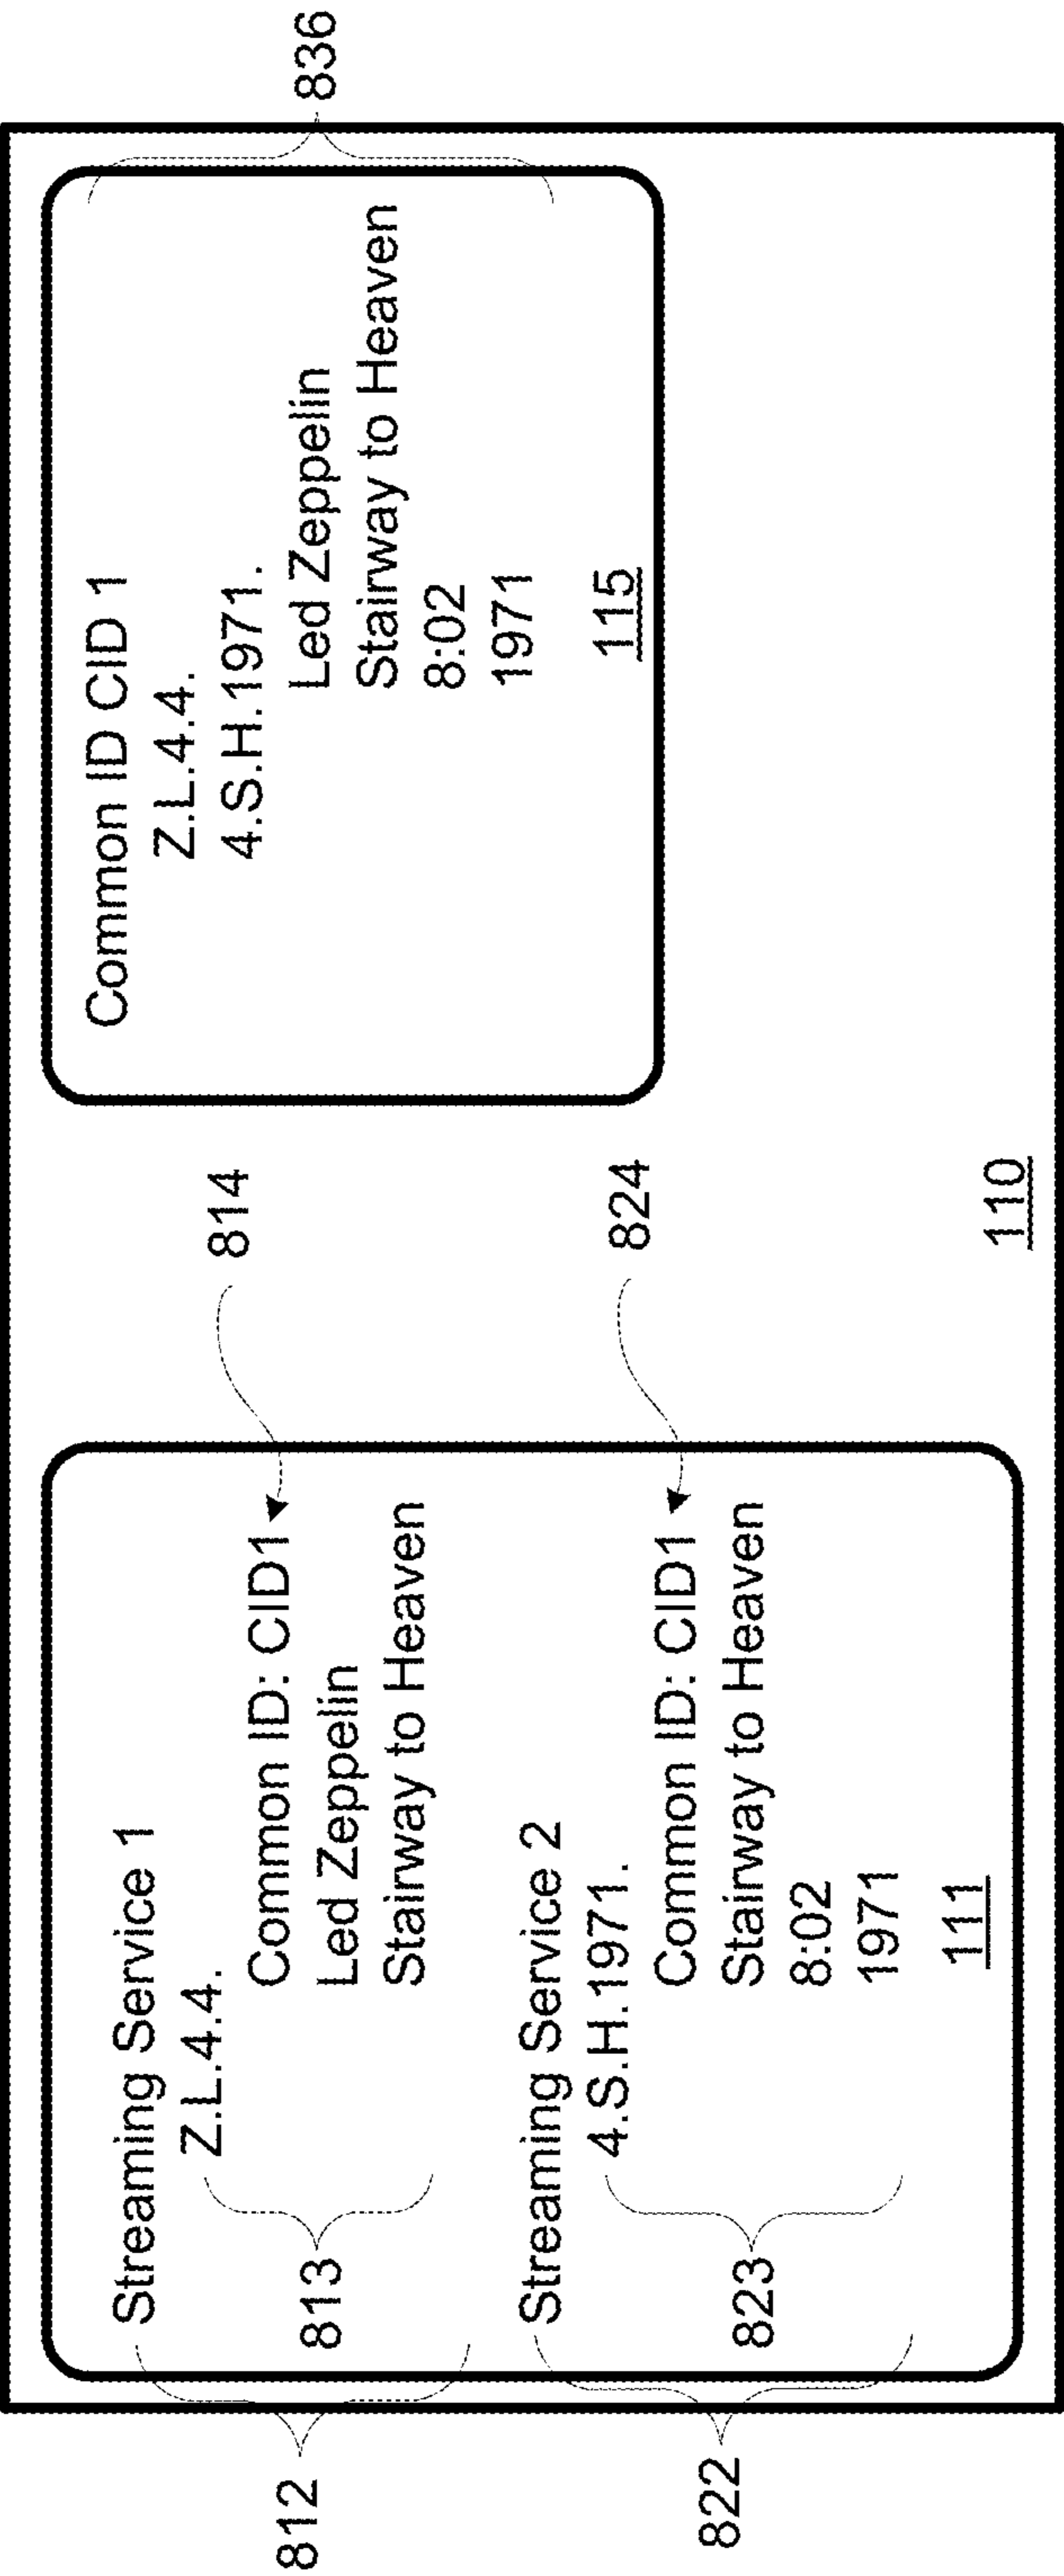 812
Streaming Service 1
Z.L.4.4.
813
Common ID: CID1
814
Led Zeppelin
Stairway to Heaven
822
Streaming Service 2
4.S.H.1971.
823
Common ID: CID1
824
Stairway to Heaven
8:02
1971
111
Common ID CID 1
836
Z.L.4.4.
4.S.H.1971.
Led Zeppelin
Stairway to Heaven
8:02
1971
115
110